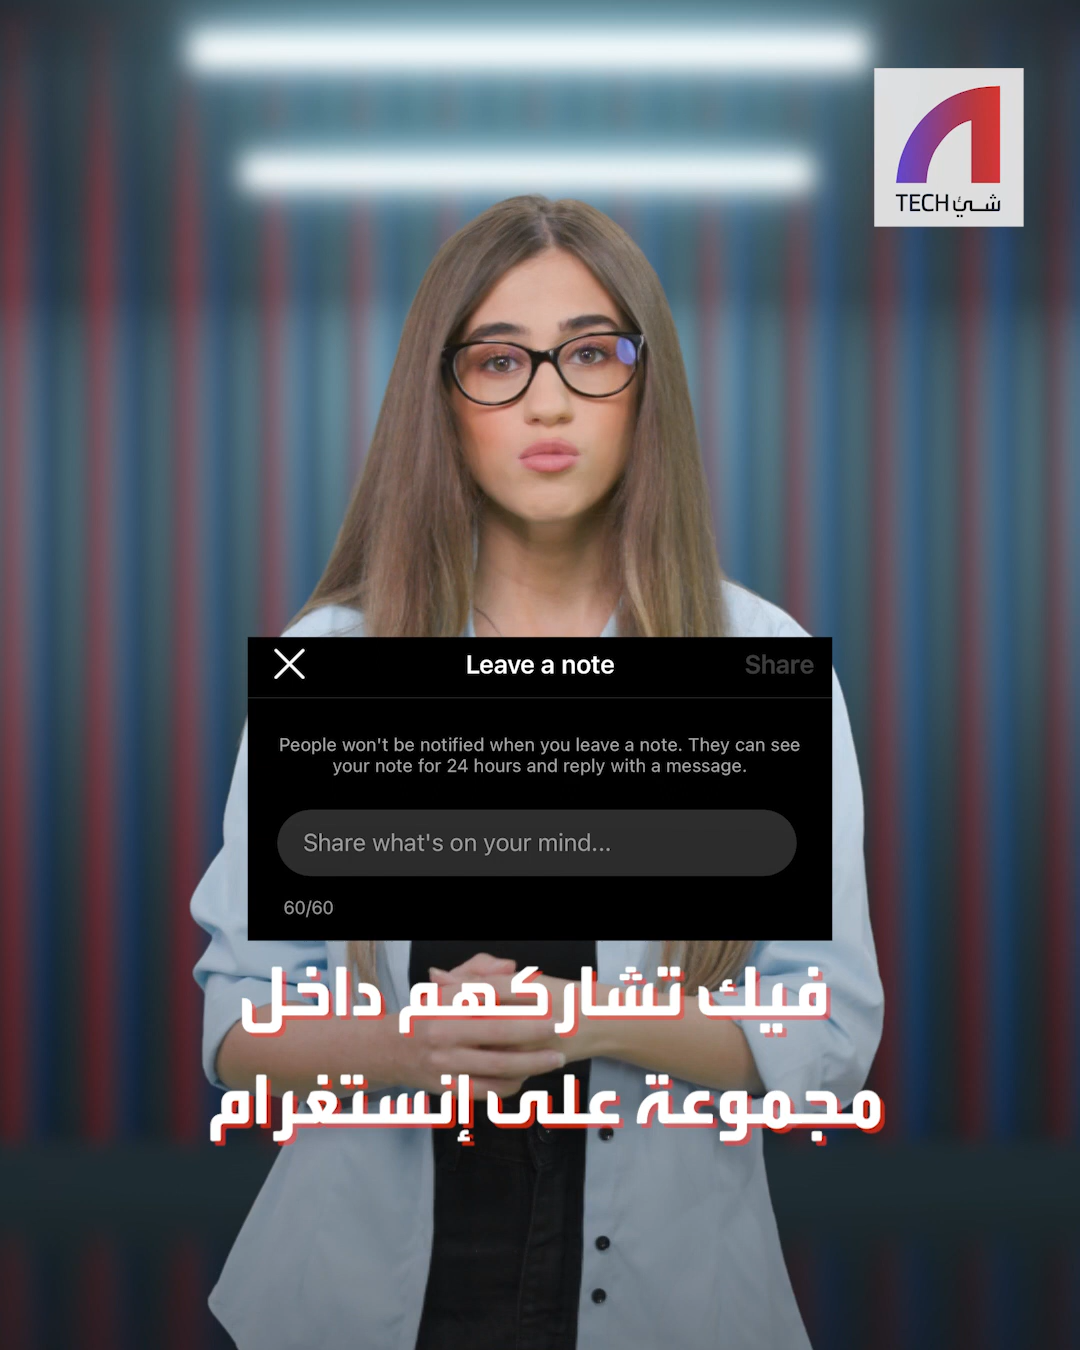 TECH شيئ
Leave a note
Share
People won't be notified when you leave a note. They can see
your note for 24 hours and reply with a message.
Share what's on your mind...
60/60
فيك تشاركهم داخل
مجموعة على إنستغرام